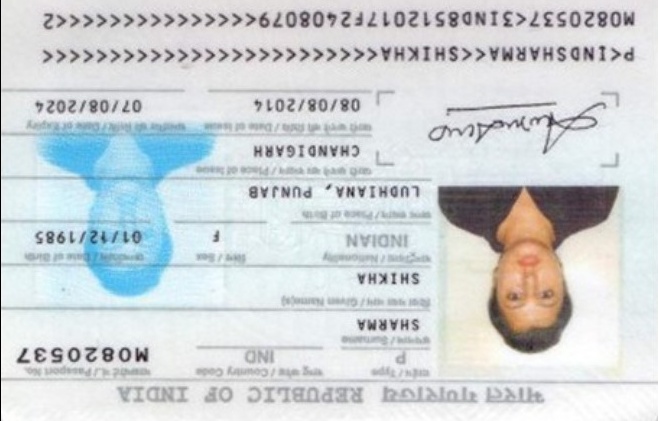 भारत गणराज्य REPUBLIC OF INDIA
टाईप / Type राष्ट्र कोड / Country Code पासपोर्ट नं. / Passport No.
P IND M0820537
उपनाम / Surname
SHARMA
दिया गया नाम / Given Name(s)
SHIKHA
राष्ट्रीयता / Nationality लिंग / Sex जन्मतिथि / Date of Birth
INDIAN F 01/12/1985
जन्म स्थान / Place of Birth
LUDHIANA, PUNJAB
जारी करने का स्थान / Place of Issue
CHANDIGARH
जारी करने की तिथि / Date of Issue समाप्ति की तिथि / Date of Expiry
08/08/2014 07/08/2024
P<INDSHARMA<<SHIKHA<<<<<<<<<<<<<<<<<<<<<<<<<
M0820537<3IND8512017F2408079<<<<<<<<<<<<<<<2